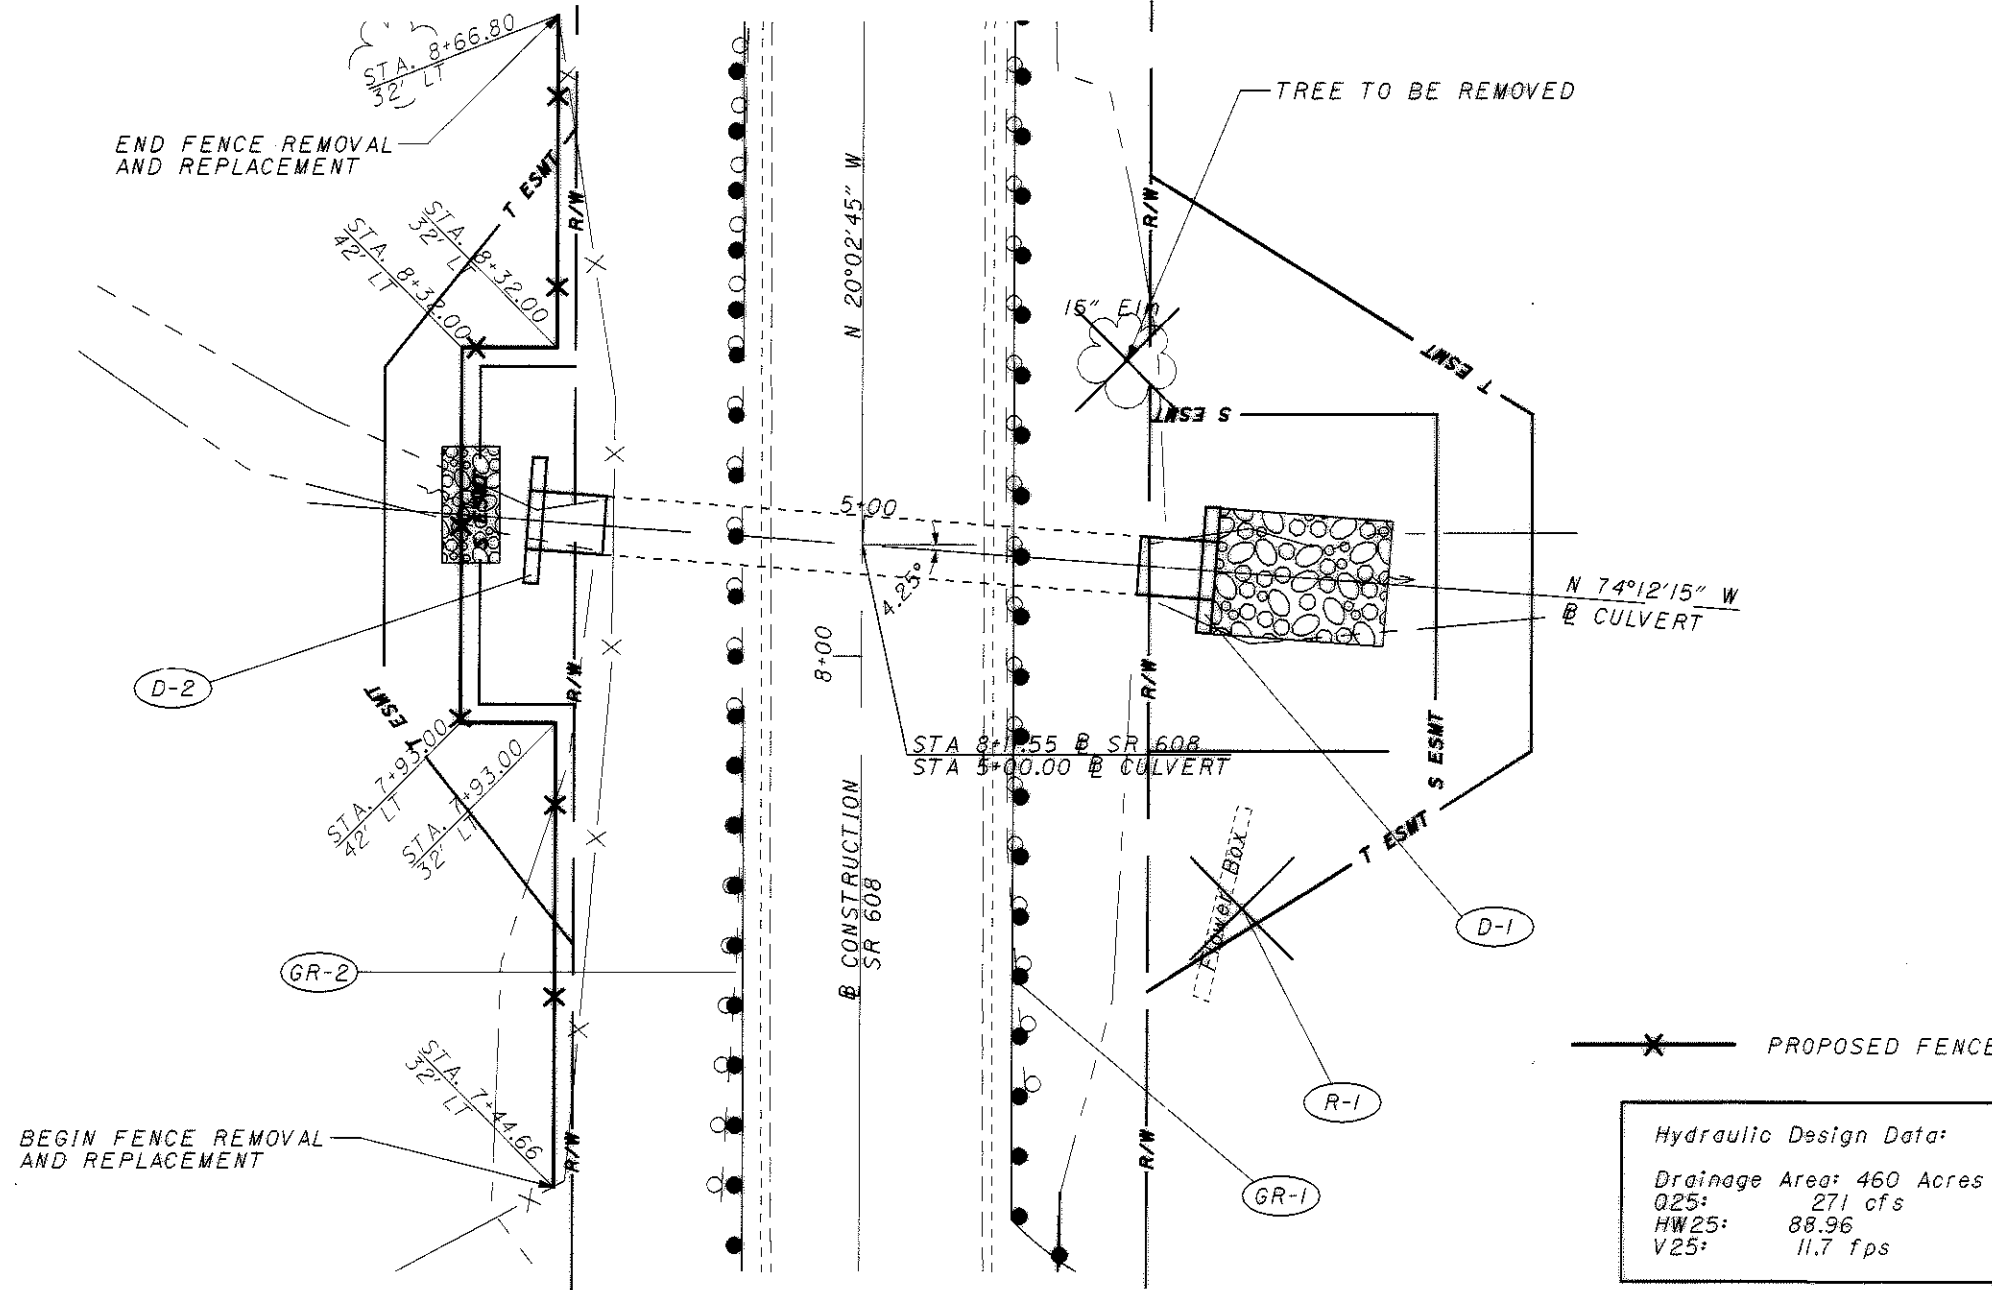 STA. 8+66.80
32' LT
TREE TO BE REMOVED
END FENCE REMOVAL
AND REPLACEMENT
T ESMT
R/W
N 20°02'45" W
R/W
STA. 8+32.00
32' LT
STA. 8+32.00
42' LT
15" Elm
T ESMT
S ESMT
S ESMT
5+00
4.25°
N 74°12'15" W
B CULVERT
8+00
D-2
R/W
R/W
T ESMT
STA 8+11.55 B SR 608
STA 5+00.00 B CULVERT
S ESMT
STA. 7+93.00
42' LT
STA. 7+93.00
32' LT
T ESMT
B CONSTRUCTION
SR 608
Flower Box
D-1
GR-2
PROPOSED FENCE
STA. 7+44.66
32' LT
R-1
BEGIN FENCE REMOVAL
AND REPLACEMENT
R/W
R/W
GR-1
Hydraulic Design Data:
Drainage Area: 460 Acres
Q25: 271 cfs
HW25: 88.96
V25: 11.7 fps